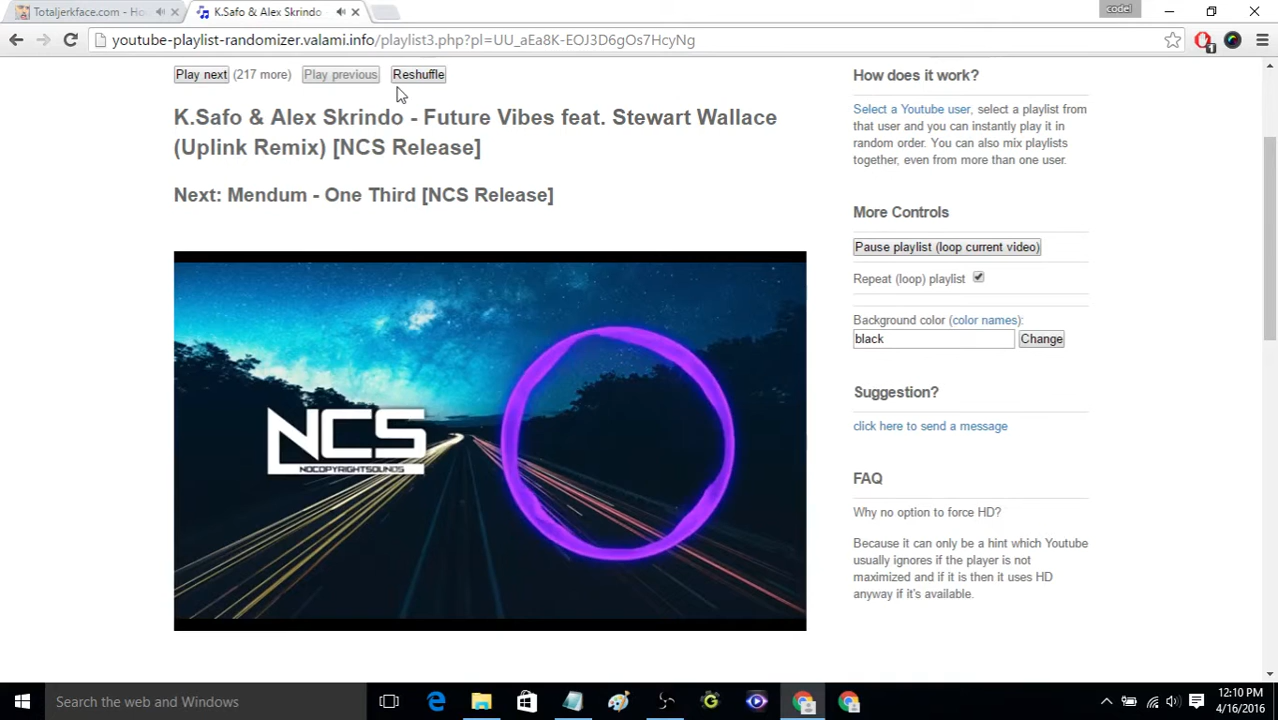 Totaljerkface.com - Ho
K.Safo & Alex Skrindo
code!
youtube-playlist-randomizer.valami.info/playlist3.php?pl=UU_aEa8K-EOJ3D6gOs7HcyNg
1
Play next (217 more) Play previous Reshuffle
K.Safo & Alex Skrindo - Future Vibes feat. Stewart Wallace
(Uplink Remix) [NCS Release]
Next: Mendum - One Third [NCS Release]
NCS
NOCOPYRIGHTSOUNDS
How does it work?
Select a Youtube user, select a playlist from
that user and you can instantly play it in
random order. You can also mix playlists
together, even from more than one user.
More Controls
Pause playlist (loop current video)
Repeat (loop) playlist
Background color (color names):
black Change
Suggestion?
click here to send a message
FAQ
Why no option to force HD?
Because it can only be a hint which Youtube
usually ignores if the player is not
maximized and if it is then it uses HD
anyway if it's available.
Search the web and Windows
12:10 PM
4/16/2016